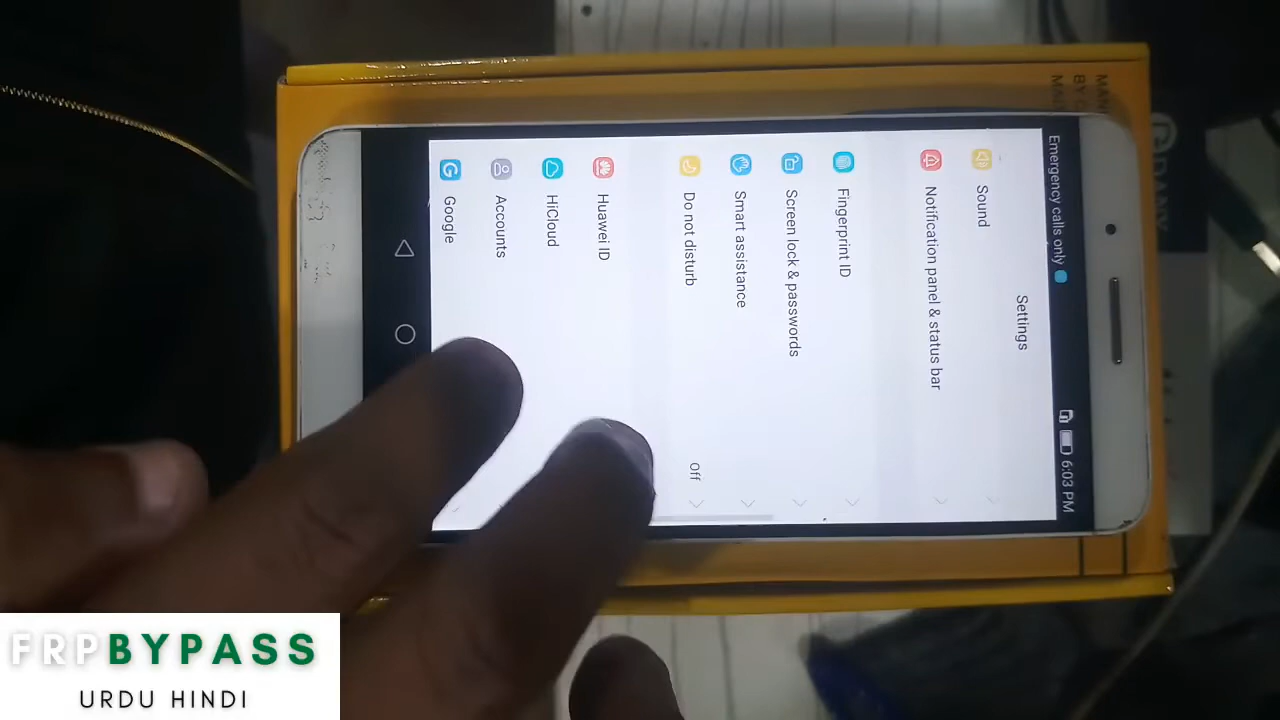 Emergency calls only
6:03 PM
Settings
Sound
Notification panel & status bar
Fingerprint ID
Screen lock & passwords
Smart assistance
Do not disturb
Off
Huawei ID
HiCloud
Accounts
Google
FRPBYPASS
URDU HINDI